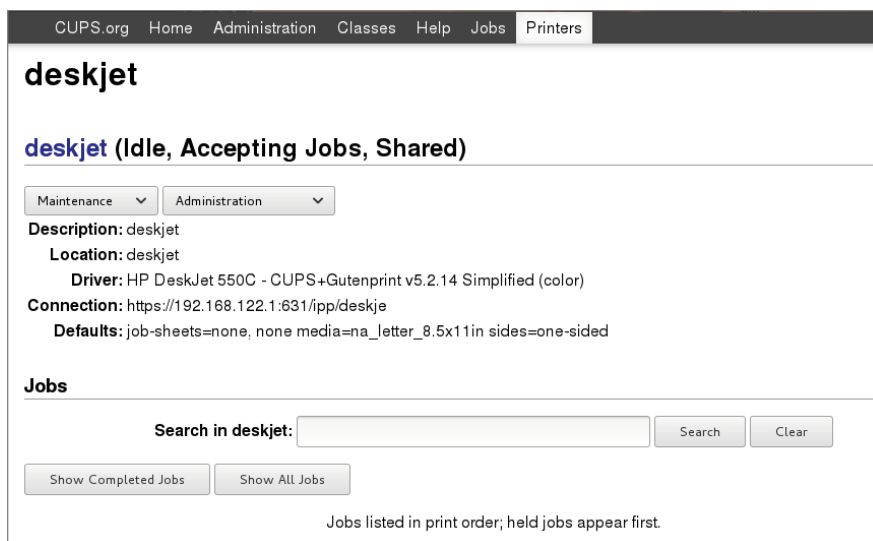 CUPS.org Home Administration Classes Help Jobs Printers
deskjet
deskjet (Idle, Accepting Jobs, Shared)
Maintenance Administration
Description: deskjet
Location: deskjet
Driver: HP DeskJet 550C - CUPS+Gutenprint v5.2.14 Simplified (color)
Connection: https://192.168.122.1:631/ipp/deskje
Defaults: job-sheets=none, none media=na_letter_8.5x11in sides=one-sided
Jobs
Search in deskjet: Search Clear
Show Completed Jobs Show All Jobs
Jobs listed in print order; held jobs appear first.